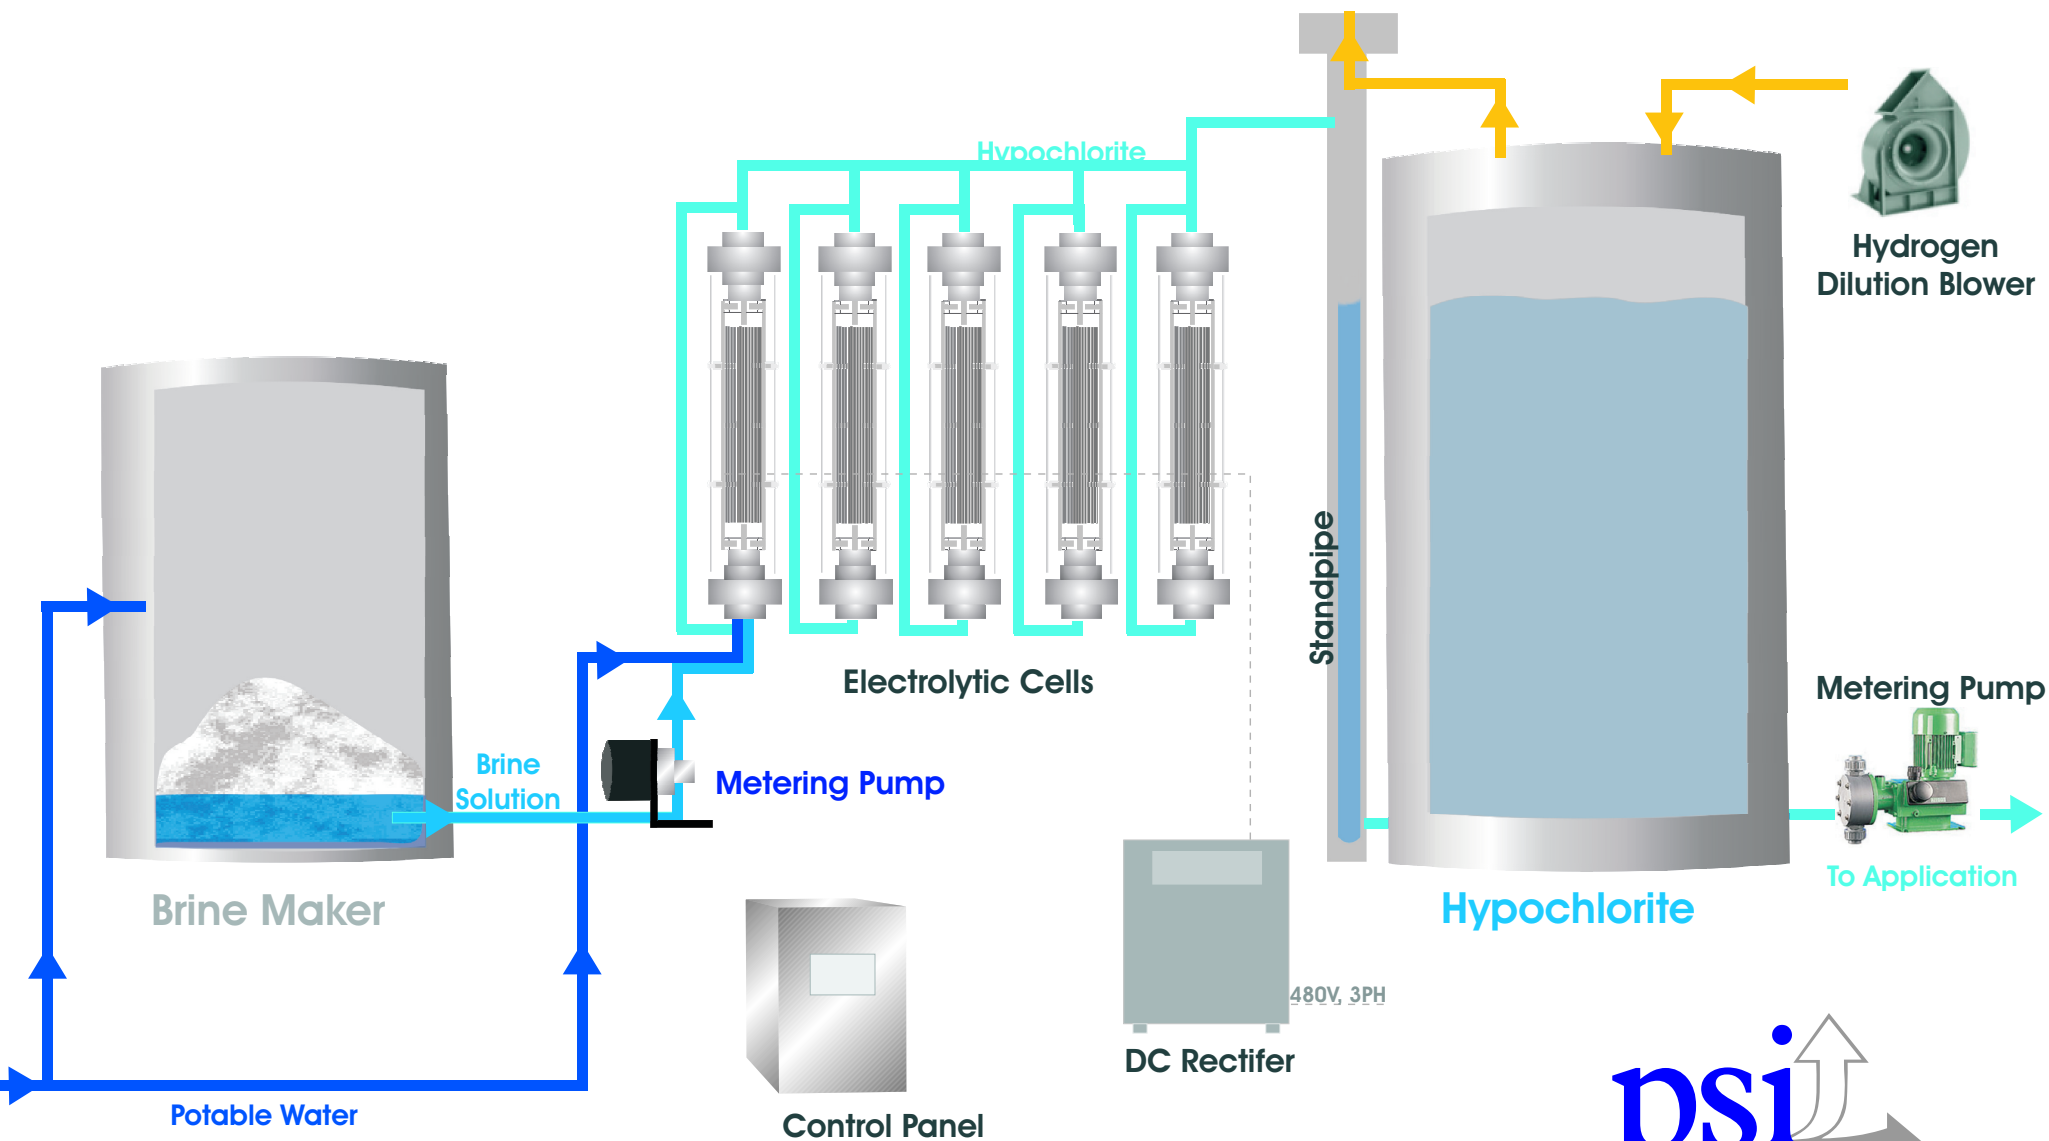 Hypochlorite
Hydrogen
Dilution Blower
Standpipe
Electrolytic Cells
Metering Pump
Brine
Solution
Metering Pump
To Application
Brine Maker
Hypochlorite
480V, 3PH
DC Rectifer
Potable Water
Control Panel
psi